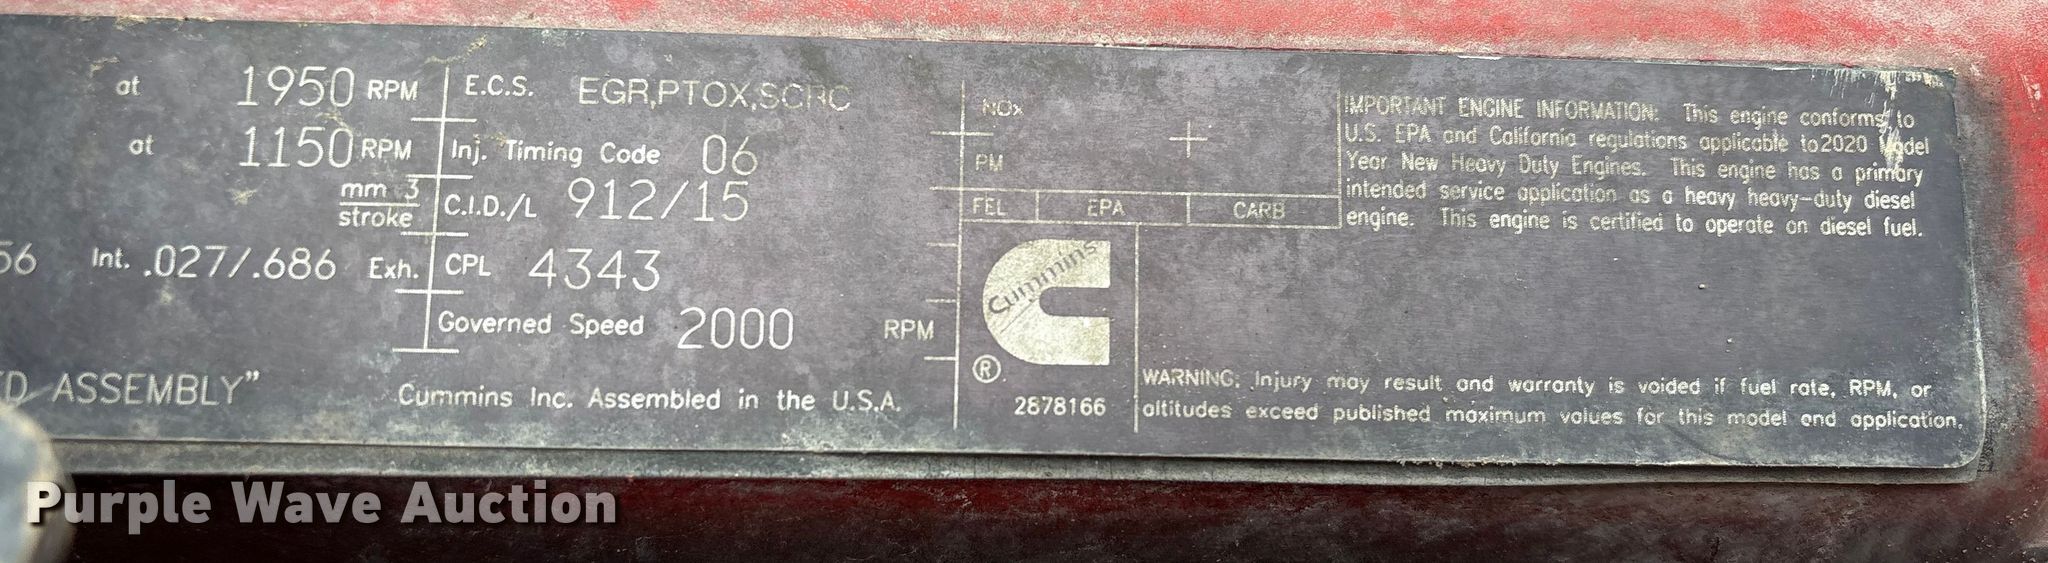 at 1950 RPM
at 1150 RPM
mm 3
stroke
56 Int. .027/.686 Exh.
ASSEMBLY"
E.C.S. EGR,PTOX,SCRC
Inj. Timing Code 06
C.I.D./L 912/15
CPL 4343
Governed Speed 2000 RPM
Cummins Inc. Assembled in the U.S.A.
NOx
PM
FEL EPA CARB
Cummins
®
2878166
IMPORTANT ENGINE INFORMATION: This engine conforms to
U.S. EPA and California regulations applicable to 2020 Model
Year New Heavy Duty Engines. This engine has a primary
intended service application as a heavy heavy-duty diesel
engine. This engine is certified to operate on diesel fuel.
WARNING: Injury may result and warranty is voided if fuel rate, RPM, or
altitudes exceed published maximum values for this model and application.
Purple Wave Auction